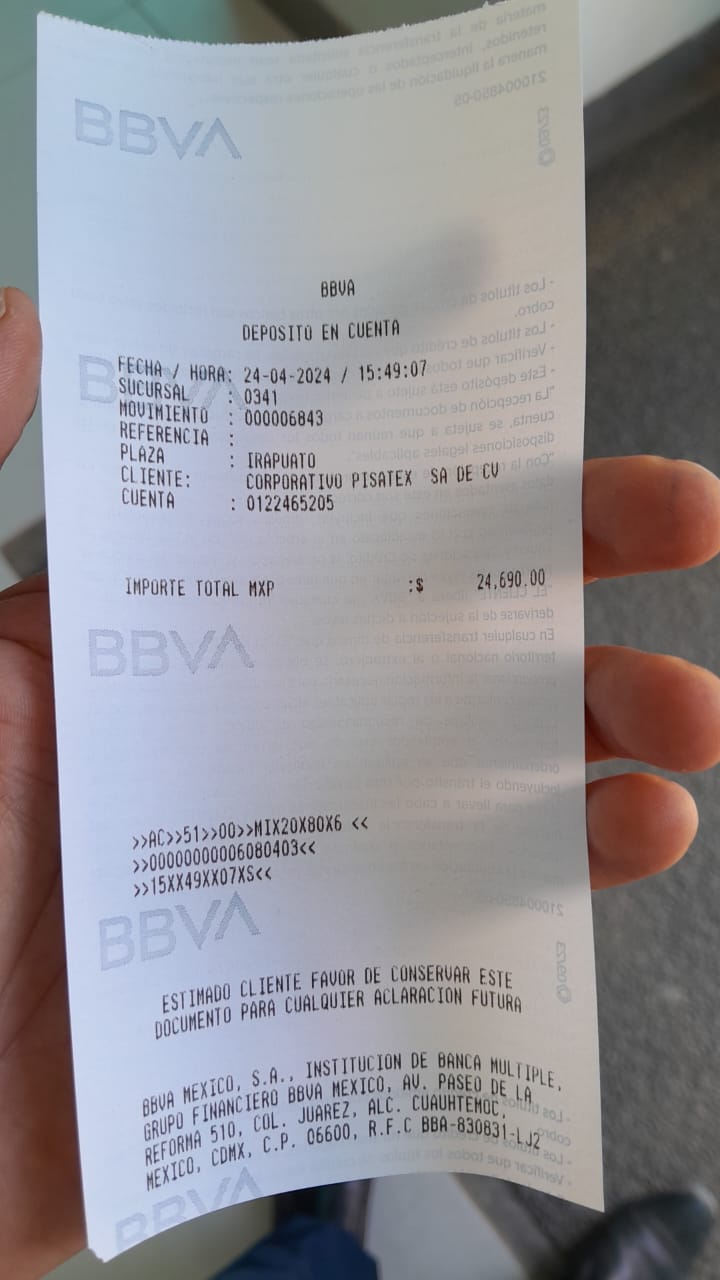 BBVA
BBVA
DEPOSITO EN CUENTA
FECHA / HORA: 24-04-2024 / 15:49:07
SUCURSAL : 0341
MOVIMIENTO : 000006843
REFERENCIA :
PLAZA : IRAPUATO
CLIENTE: CORPORATIVO PISATEX SA DE CV
CUENTA : 0122465205
BBVA
IMPORTE TOTAL MXP :$ 24,690.00
BBVA
>>AC>>51>>00>>MIX20X80X6 <<
>>00000000006080403<<
>>15XX49XX07XS<<
BBVA
ESTIMADO CLIENTE FAVOR DE CONSERVAR ESTE
DOCUMENTO PARA CUALQUIER ACLARACION FUTURA
BBVA MEXICO, S.A., INSTITUCION DE BANCA MULTIPLE,
GRUPO FINANCIERO BBVA MEXICO, AV. PASEO DE LA
REFORMA 510, COL. JUAREZ, ALC. CUAUHTEMOC,
MEXICO, CDMX, C.P. 06600, R.F.C BBA-830831-LJ2
BBVA